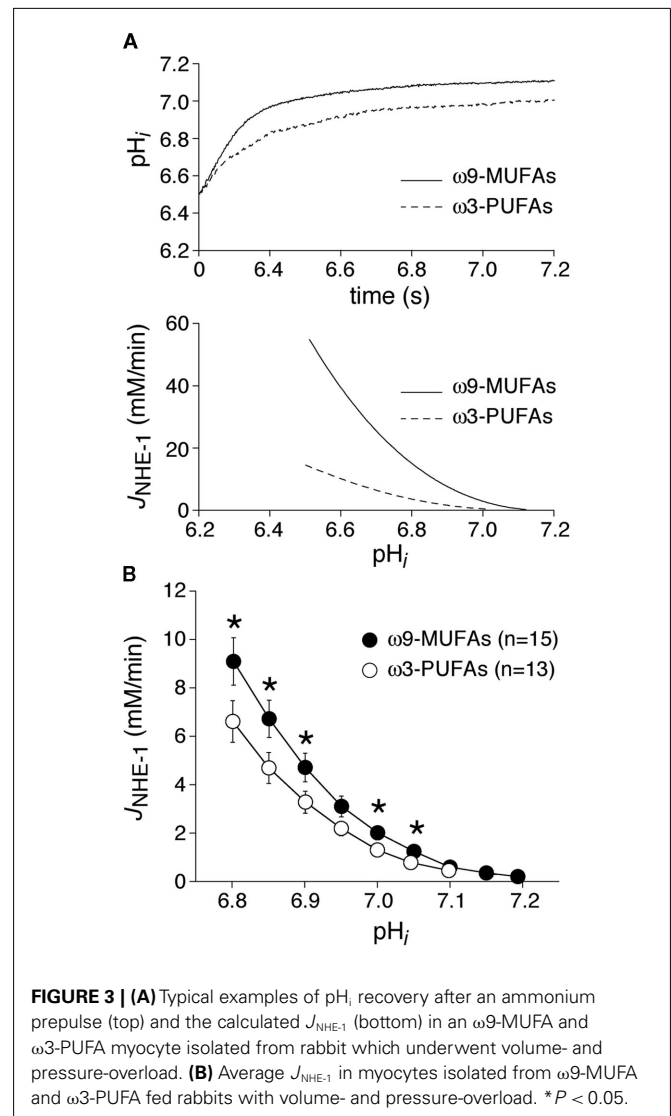 A
7.2
7.0
6.8
6.6
6.4
6.2
pHi
ω9-MUFAs
ω3-PUFAs
0 6.4 6.6 6.8 7.0 7.2
time (s)
60
40
20
0
JNHE-1 (mM/min)
ω9-MUFAs
ω3-PUFAs
6.2 6.4 6.6 6.8 7.0 7.2
pHi
B
12
10
8
6
4
2
0
JNHE-1 (mM/min)
* * * * *
ω9-MUFAs (n=15)
ω3-PUFAs (n=13)
6.8 6.9 7.0 7.1 7.2
pHi
FIGURE 3 | (A) Typical examples of pHi recovery after an ammonium
prepulse (top) and the calculated JNHE-1 (bottom) in an ω9-MUFA and
ω3-PUFA myocyte isolated from rabbit which underwent volume- and
pressure-overload. (B) Average JNHE-1 in myocytes isolated from ω9-MUFA
and ω3-PUFA fed rabbits with volume- and pressure-overload. *P < 0.05.